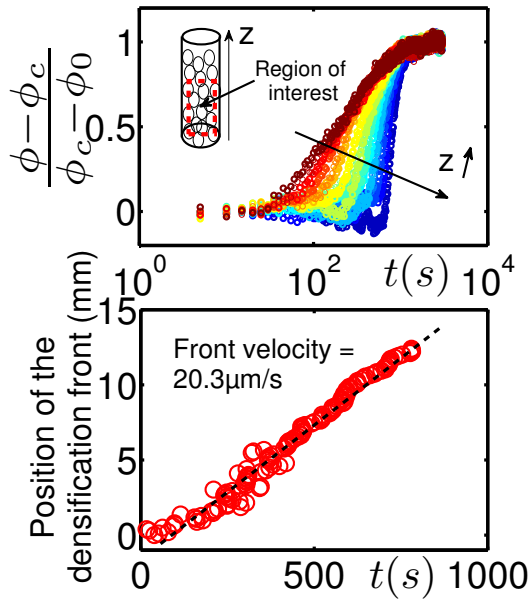 z
Region of
interest
z
ϕ−ϕc
ϕc−ϕ0
1
0.5
0
10^0
10^2
10^4
t(s)
Position of the
densification front (mm)
15
10
5
0
Front velocity =
20.3µm/s
0
500
1000
t(s)